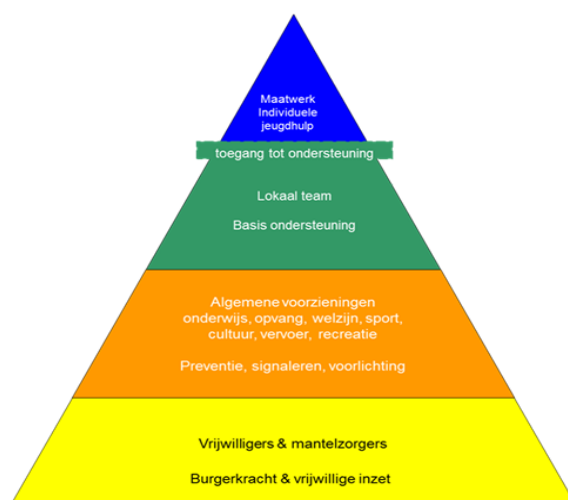 Maatwerk
Individuele
jeugdhulp
toegang tot ondersteuning
Lokaal team
Basis ondersteuning
Algemene voorzieningen
onderwijs, opvang, welzijn, sport,
cultuur, vervoer, recreatie
Preventie, signaleren, voorlichting
Vrijwilligers & mantelzorgers
Burgerkracht & vrijwillige inzet